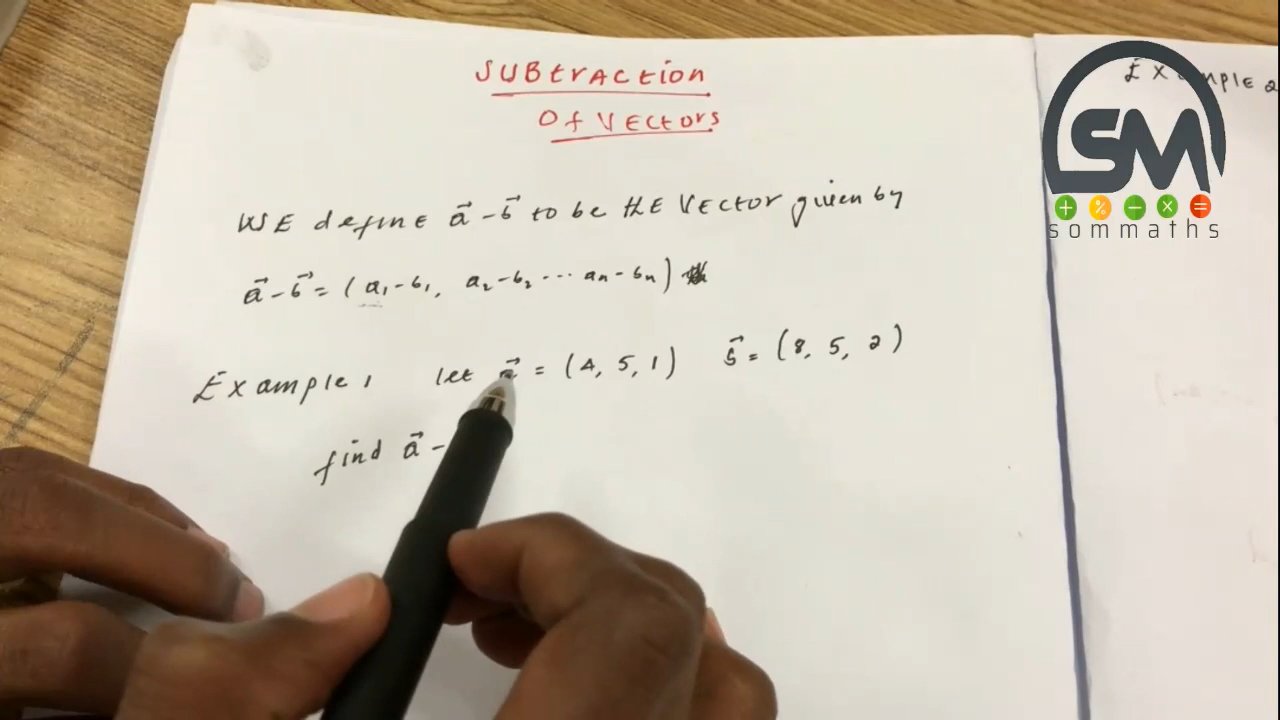 SUBtRACtion
Of VECtors
WE define a⃗ - b⃗ to be tHE VECTOR given by
a⃗ - b⃗ = (a₁-b₁, a₂-b₂ ... aₙ-bₙ)
Example 1 let a⃗ = (4, 5, 1) b⃗ = (8, 5, 2)
find a⃗ -
Example 2
SM
+ % - × =
sommaths